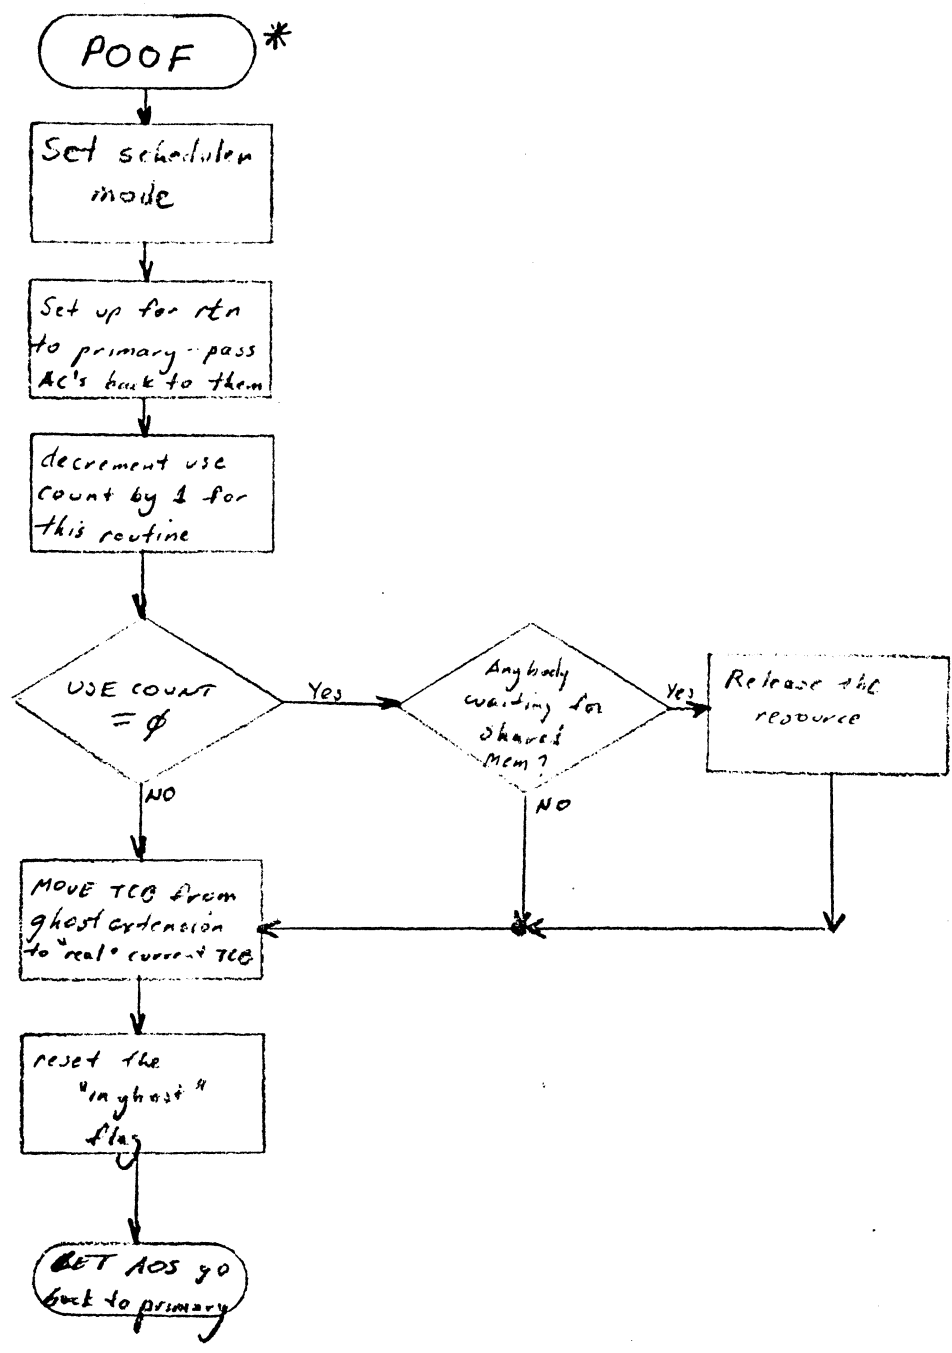 POOF *
Set scheduler
mode
Set up for rtn
to primary - pass
AC's back to them
decrement use
count by 1 for
this routine
USE COUNT
= Ø
Yes
NO
Anybody
waiting for
shared
Mem?
Yes
NO
Release the
resource
MOVE TCB from
ghost extension
to "real" current TCB
reset the
"in ghost"
flag
LET AOS go
back to primary